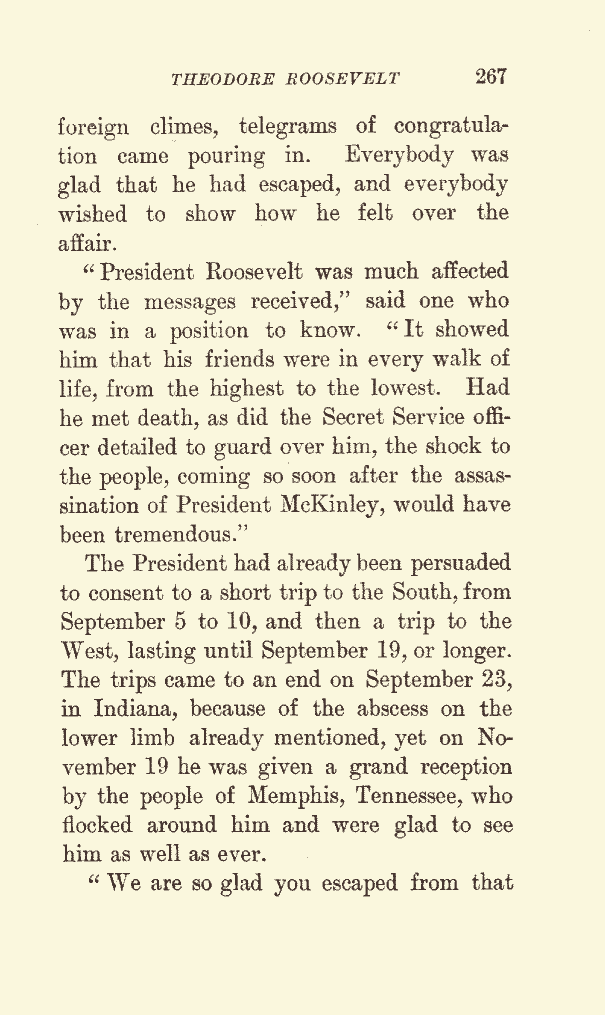 THEODORE ROOSEVELT 267
foreign climes, telegrams of congratula-
tion came pouring in. Everybody was
glad that he had escaped, and everybody
wished to show how he felt over the
affair.
“President Roosevelt was much affected
by the messages received,” said one who
was in a position to know. “It showed
him that his friends were in every walk of
life, from the highest to the lowest. Had
he met death, as did the Secret Service offi-
cer detailed to guard over him, the shock to
the people, coming so soon after the assas-
sination of President McKinley, would have
been tremendous.”
The President had already been persuaded
to consent to a short trip to the South, from
September 5 to 10, and then a trip to the
West, lasting until September 19, or longer.
The trips came to an end on September 23,
in Indiana, because of the abscess on the
lower limb already mentioned, yet on No-
vember 19 he was given a grand reception
by the people of Memphis, Tennessee, who
flocked around him and were glad to see
him as well as ever.
“We are so glad you escaped from that